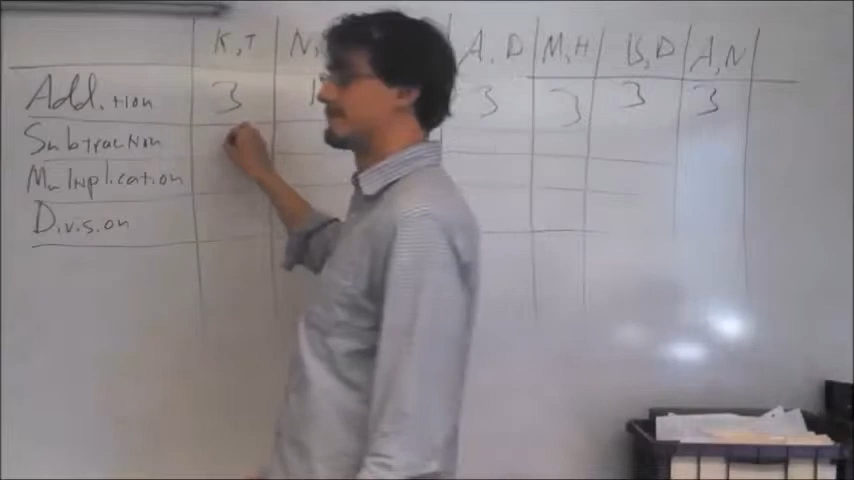 K,T N, A,D M,H B,D A,N
Addition 3 3 3 3 3
Subtraction
Multiplication
Division